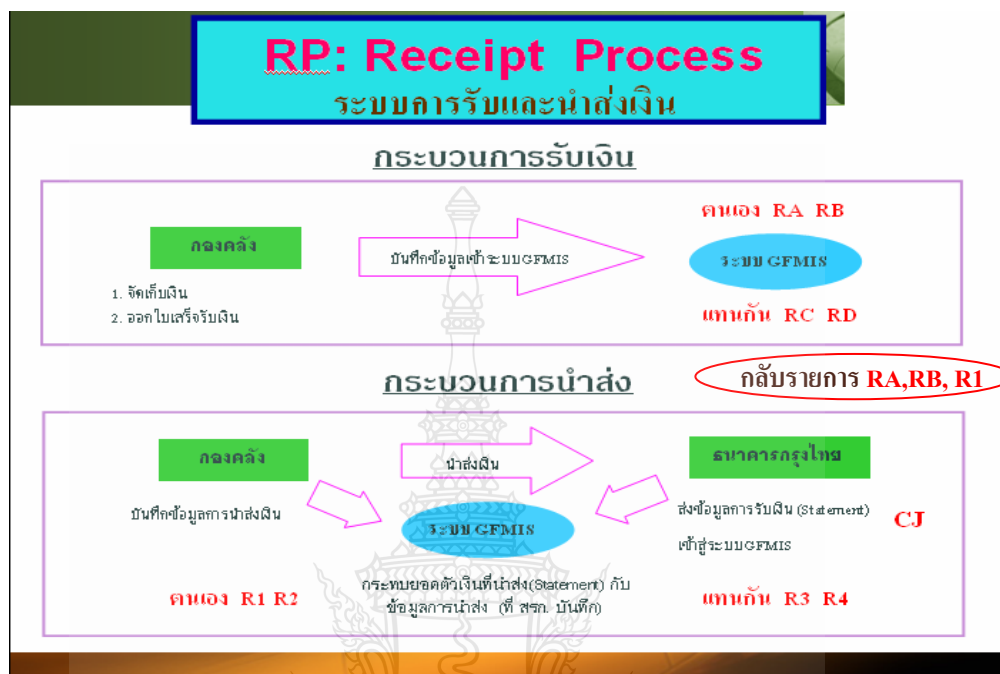 RP: Receipt Process
ระบบการรับและนำส่งเงิน
กระบวนการรับเงิน
ตนเอง RA RB
กองคลัง
บันทึกข้อมูลเข้าระบบGFMIS
ระบบ GFMIS
1. จัดเก็บเงิน
2. ออกใบเสร็จรับเงิน
แทนกัน RC RD
กระบวนการนำส่ง
กลับรายการ RA,RB, R1
กองคลัง
นำส่งเงิน
ธนาคารกรุงไทย
บันทึกข้อมูลการนำส่งเงิน
ระบบ GFMIS
ส่งข้อมูลการรับเงิน (Statement)
เข้าสู่ระบบGFMIS
CJ
กระทบยอดตัวเงินที่นำส่ง(Statement) กับ
ข้อมูลการนำส่ง (ที่ สรก. บันทึก)
ตนเอง R1 R2
แทนกัน R3 R4